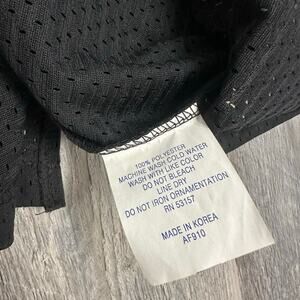 100% POLYESTER
MACHINE WASH COLD WATER
WASH WITH LIKE COLOR
DO NOT BLEACH
LINE DRY
DO NOT IRON ORNAMENTATION
RN 53157
MADE IN KOREA
AF910